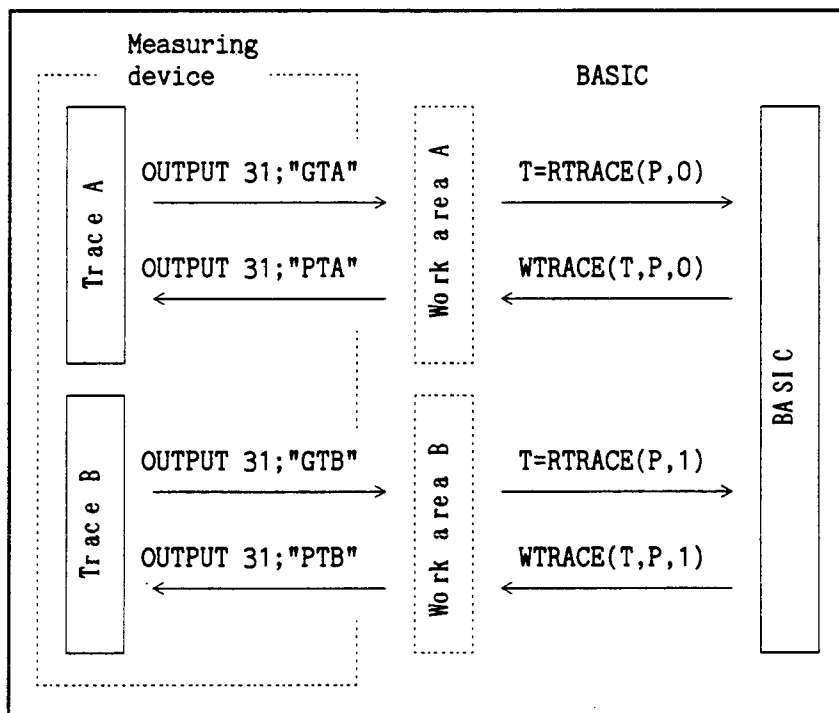 Measuring
device
BASIC
Trace A
OUTPUT 31;"GTA"
Work area A
T=RTRACE(P,0)
OUTPUT 31;"PTA"
WTRACE(T,P,0)
BASIC
Trace B
OUTPUT 31;"GTB"
Work area B
T=RTRACE(P,1)
OUTPUT 31;"PTB"
WTRACE(T,P,1)